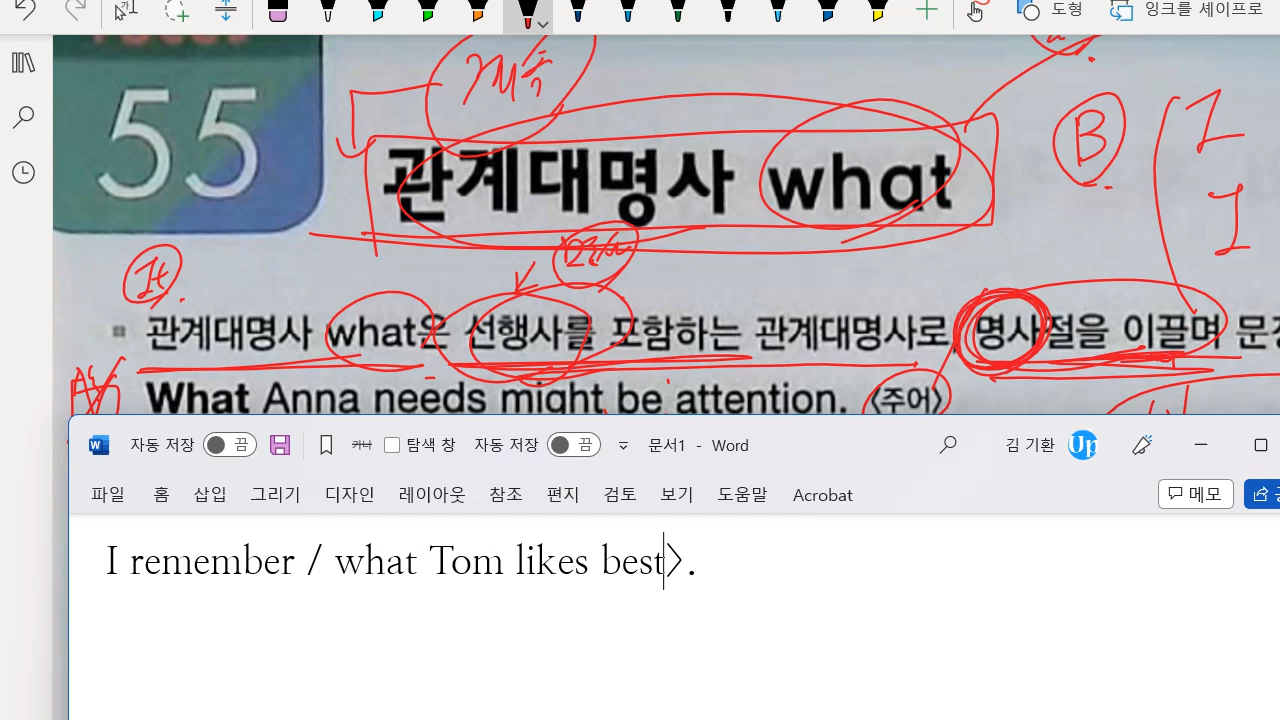 도형
잉크를 셰이프로
55
계속
관계대명사 what
B
I
I
It
관계대명사 what은 선행사를 포함하는 관계대명사로, 명사절을 이끌며
What Anna needs might be attention. <주어>
자동 저장 끔 탐색 창 자동 저장 끔 문서1 - Word 김 기환
파일 홈 삽입 그리기 디자인 레이아웃 참조 편지 검토 보기 도움말 Acrobat 메모
I remember / what Tom likes best>.